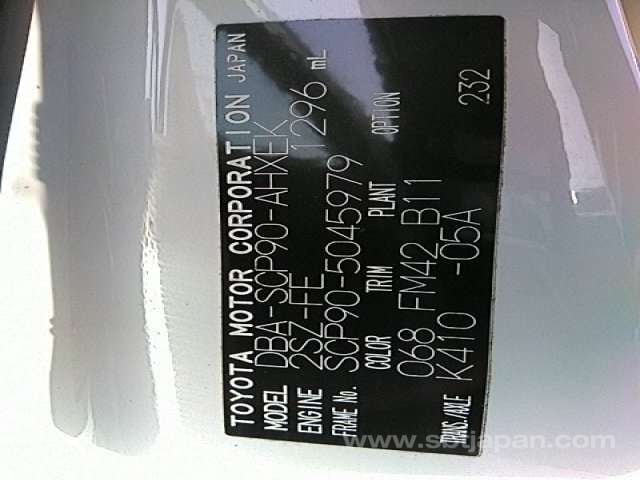 TOYOTA MOTOR CORPORATION JAPAN
MODEL DBA-SCP90-AHXEK
ENGINE 2SZ-FE 1296 mL
FRAME No. SCP90-5045979
COLOR TRIM PLANT OPTION
068 FM42 B11
TRANS./AXLE K410 -05A 232
www.sbtjapan.com